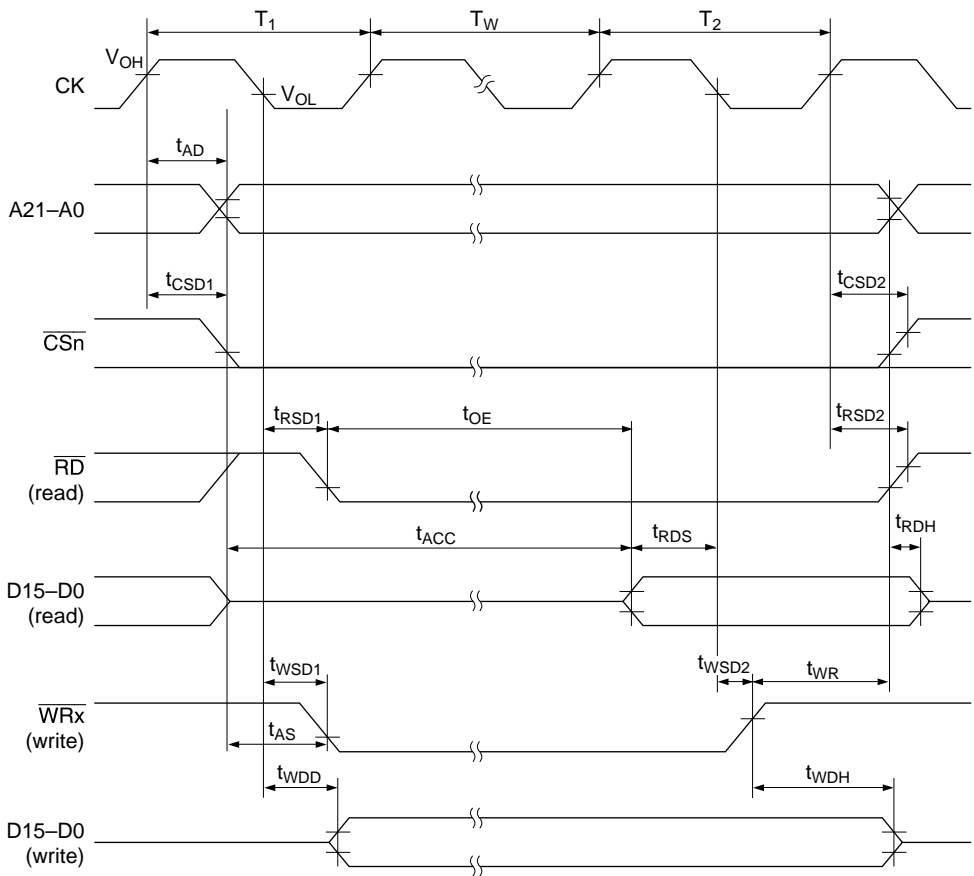 T1 TW T2
VOH
CK
VOL
tAD
A21–A0
tCSD1 tCSD2
CSn
tRSD1 tOE tRSD2
RD
(read)
tACC tRDS tRDH
D15–D0
(read)
tWSD1 tWSD2 tWR
WRx
(write)
tAS
tWDD tWDH
D15–D0
(write)